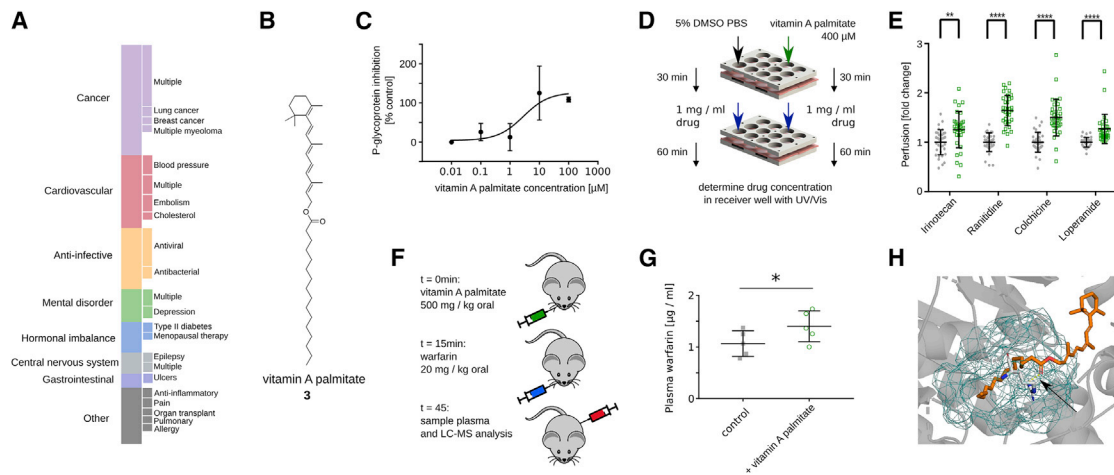 A
Cancer
Multiple
Lung cancer
Breast cancer
Multiple myeloma
Cardiovascular
Blood pressure
Multiple
Embolism
Cholesterol
Anti-infective
Antiviral
Antibacterial
Mental disorder
Multiple
Depression
Hormonal imbalance
Type II diabetes
Menopausal therapy
Central nervous system
Epilepsy
Multiple
Gastrointestinal
Ulcers
Other
Anti-inflammatory
Pain
Organ transplant
Pulmonary
Allergy
B
O
O
vitamin A palmitate
3
C
P-glycoprotein inhibition
[% control]
200
150
100
50
0
0.01 0.1 1 10 100 1000
vitamin A palmitate concentration [µM]
D
5% DMSO PBS
vitamin A palmitate
400 µM
30 min
30 min
1 mg / ml
drug
1 mg / ml
drug
60 min
60 min
determine drug concentration
in receiver well with UV/Vis
E
** **** **** ****
Perfusion [fold change]
3
2
1
0
Irinotecan
Ranitidine
Colchicine
Loperamide
F
t = 0min:
vitamin A palmitate
500 mg / kg oral
t = 15min:
warfarin
20 mg / kg oral
t = 45:
sample plasma
and LC-MS analysis
G
*
Plasma warfarin [µg / ml]
2
1
0
control
+ vitamin A palmitate
H